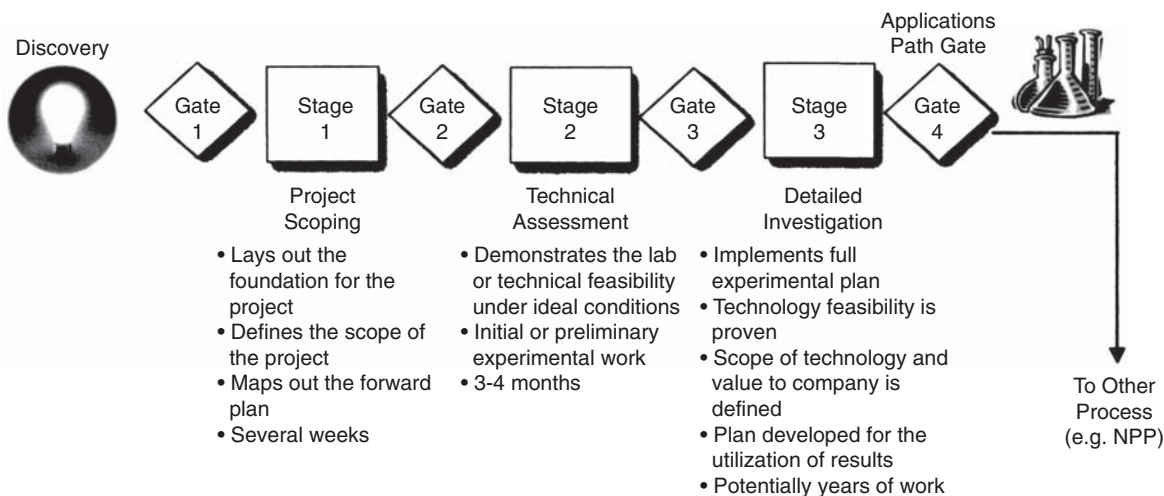 Discovery
Gate
1
Stage
1
Gate
2
Stage
2
Gate
3
Stage
3
Applications
Path Gate
Gate
4
Project
Scoping
• Lays out the
foundation for the
project
• Defines the scope of
the project
• Maps out the forward
plan
• Several weeks
Technical
Assessment
• Demonstrates the lab
or technical feasibility
under ideal conditions
• Initial or preliminary
experimental work
• 3-4 months
Detailed
Investigation
• Implements full
experimental plan
• Technology feasibility is
proven
• Scope of technology and
value to company is
defined
• Plan developed for the
utilization of results
• Potentially years of work
To Other
Process
(e.g. NPP)